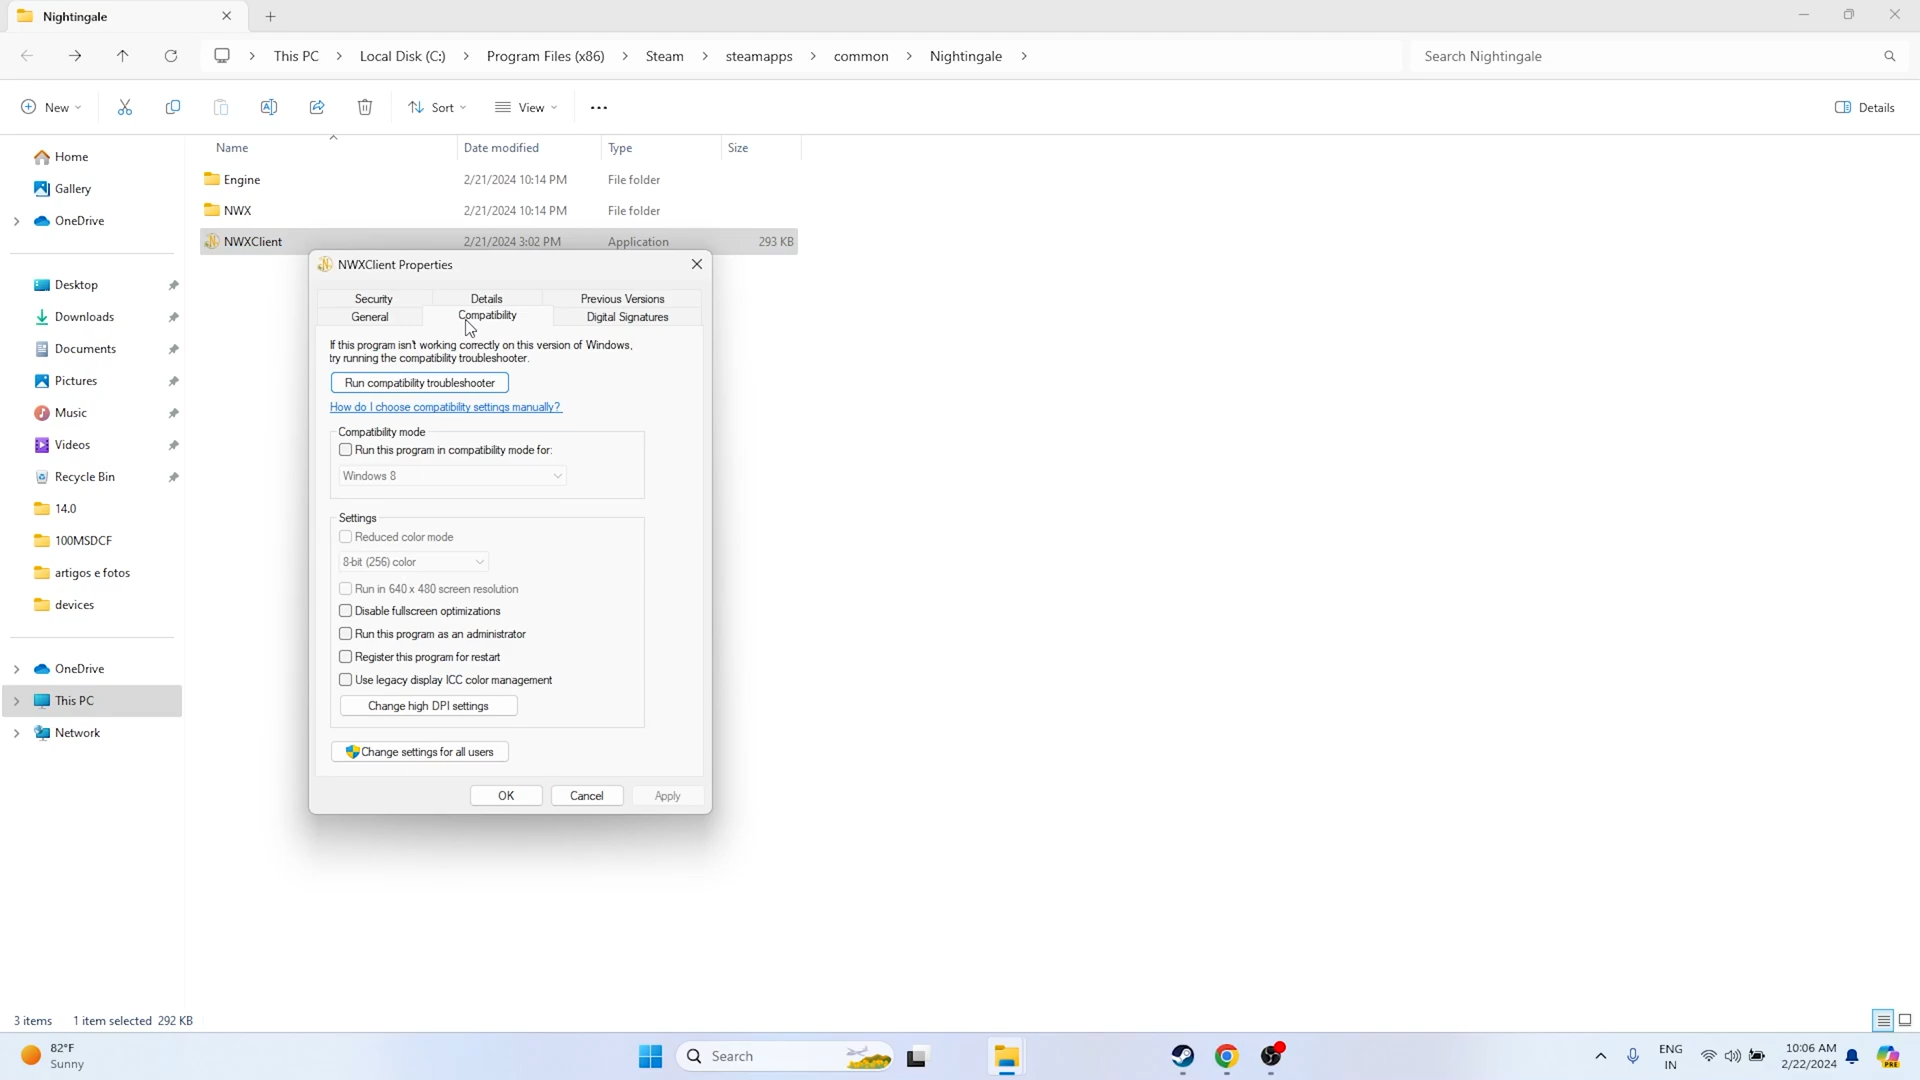 Nightingale
This PC
Local Disk (C:)
Program Files (x86)
Steam
steamapps
common
Nightingale
Search Nightingale
New
Sort
View
Details
Name
Date modified
Type
Size
Home
Gallery
OneDrive
Desktop
Downloads
Documents
Pictures
Music
Videos
Recycle Bin
14.0
100MSDCF
artigos e fotos
devices
OneDrive
This PC
Network
Engine 2/21/2024 10:14 PM File folder
NWX 2/21/2024 10:14 PM File folder
NWXClient 2/21/2024 3:02 PM Application 293 KB
NWXClient Properties
Security Details Previous Versions
General Compatibility Digital Signatures
If this program isn't working correctly on this version of Windows,
try running the compatibility troubleshooter.
Run compatibility troubleshooter
How do I choose compatibility settings manually?
Compatibility mode
Run this program in compatibility mode for:
Windows 8
Settings
Reduced color mode
8-bit (256) color
Run in 640 x 480 screen resolution
Disable fullscreen optimizations
Run this program as an administrator
Register this program for restart
Use legacy display ICC color management
Change high DPI settings
Change settings for all users
OK Cancel Apply
3 items 1 item selected 292 KB
82°F
Sunny
Search
ENG
IN
10:06 AM
2/22/2024
PRE